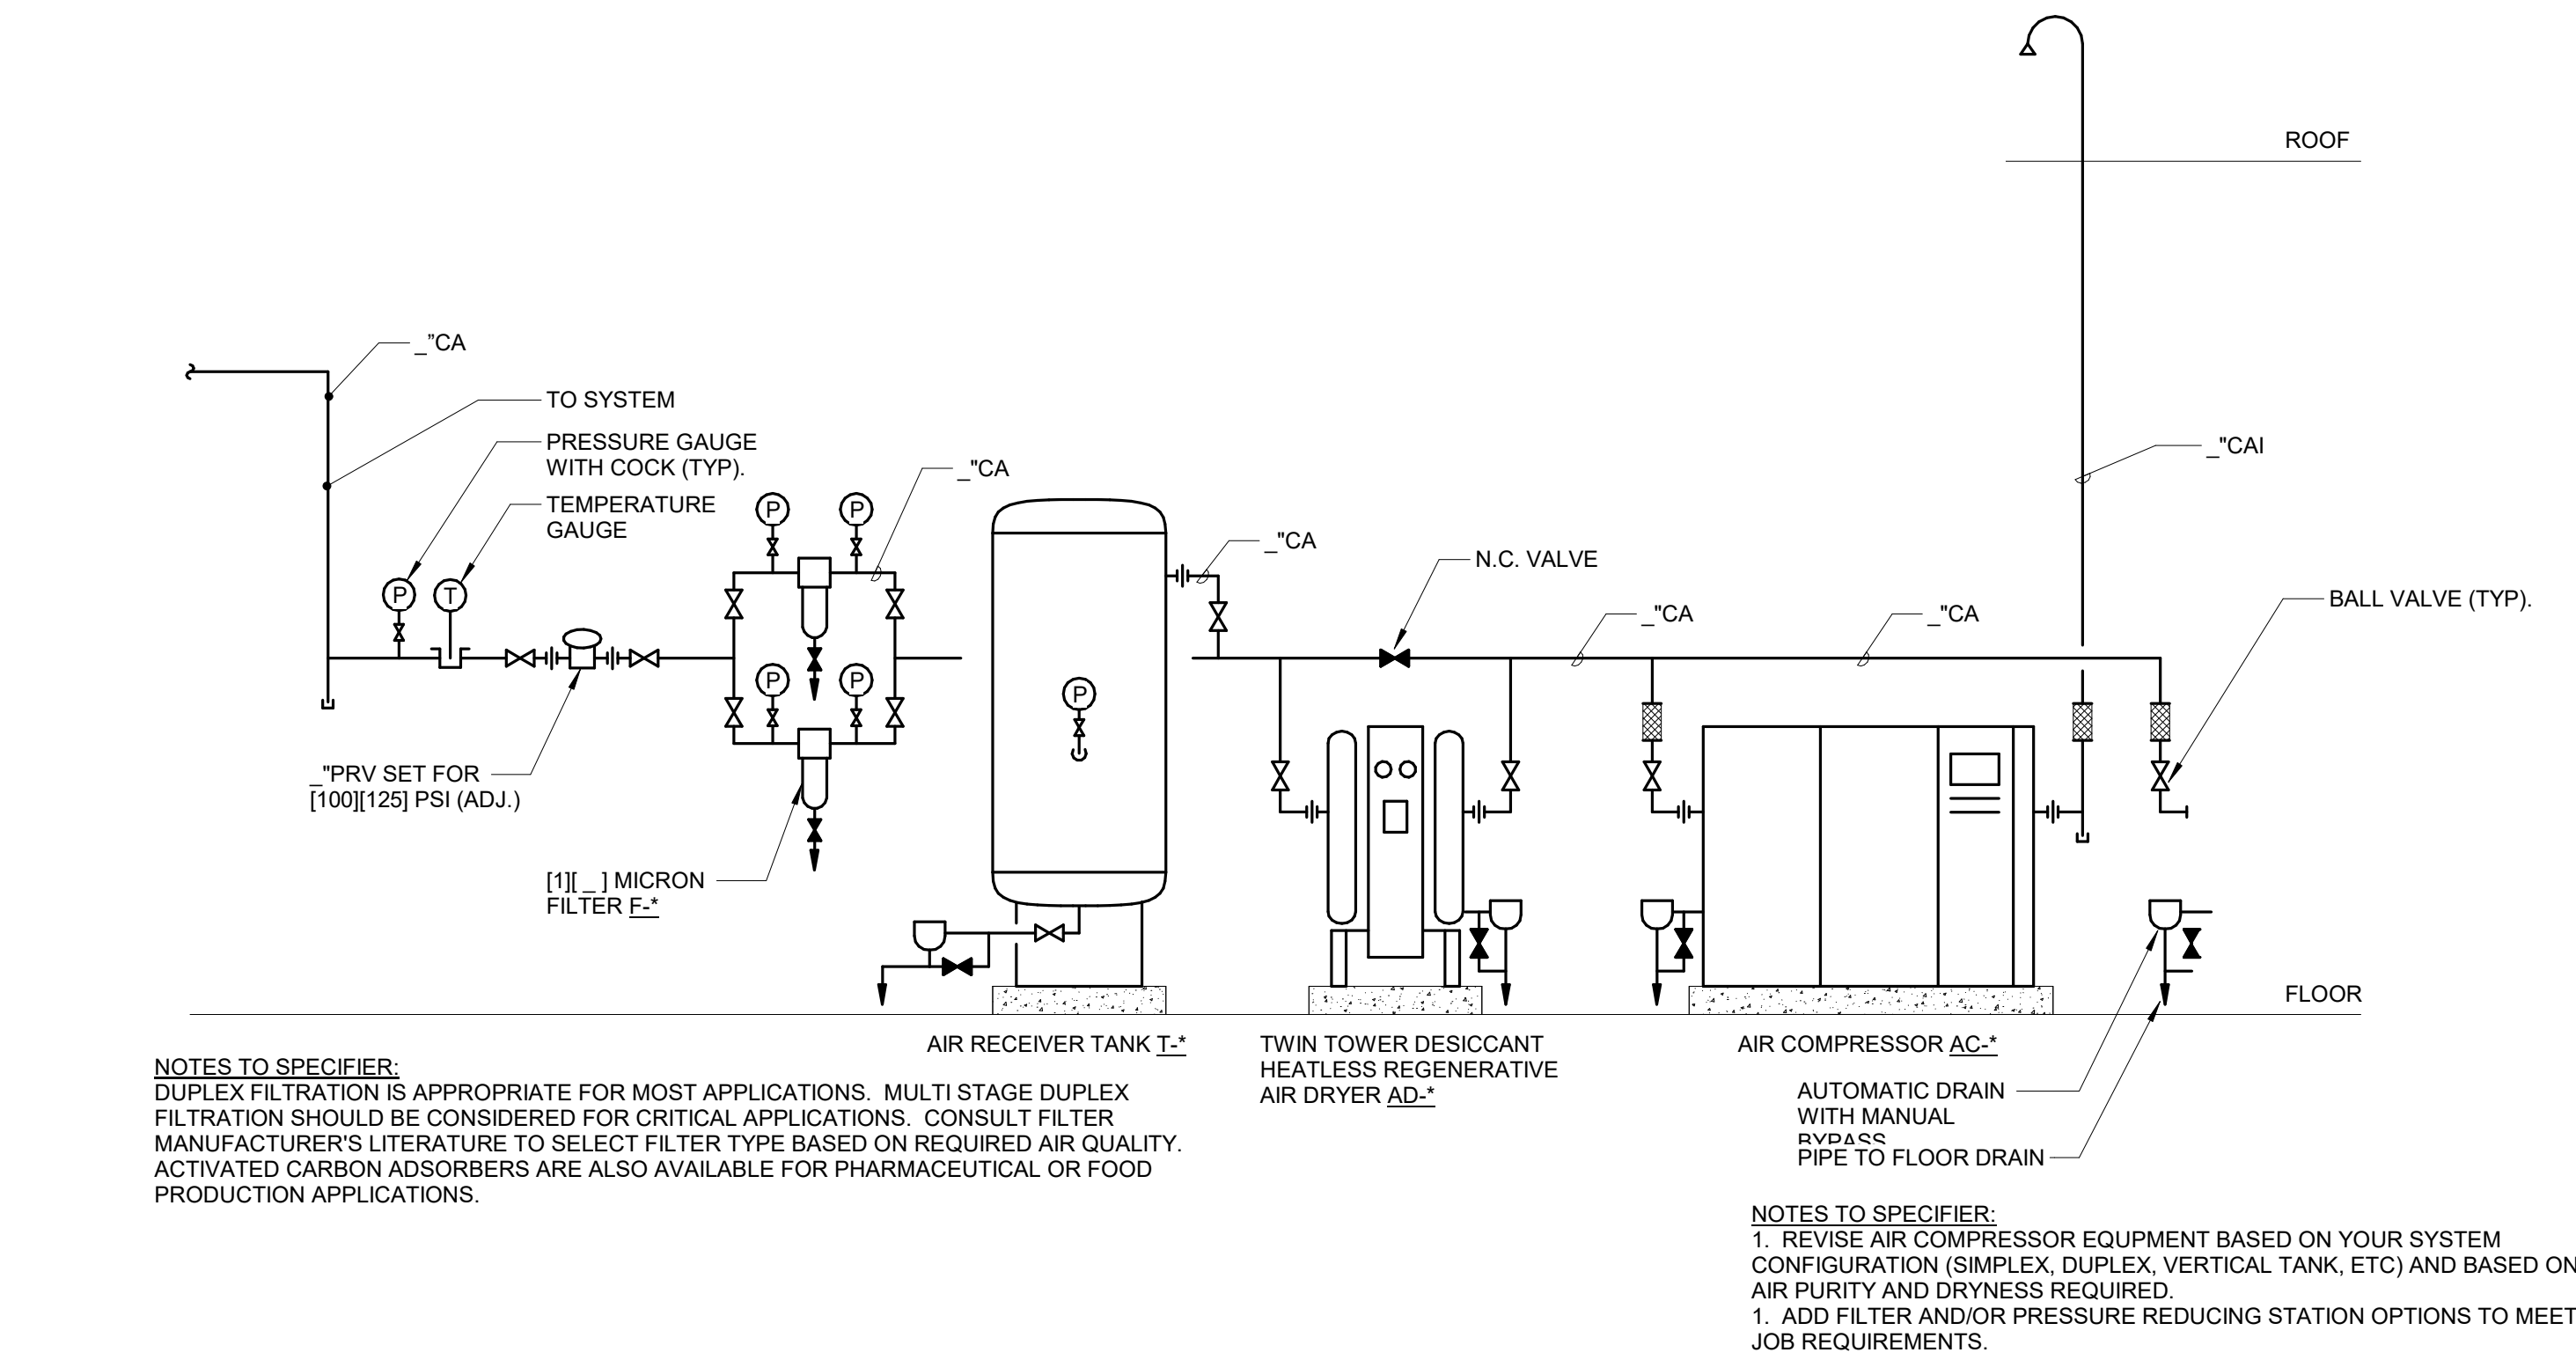 ROOF
_”CA
TO SYSTEM
PRESSURE GAUGE
WITH COCK (TYP).
TEMPERATURE
GAUGE
_"CA
_"CAI
P
P
_"CA
N.C. VALVE
P
T
BALL VALVE (TYP).
_"CA
_"CA
P
P
P
_"PRV SET FOR
[100][125] PSI (ADJ.)
[1][ _ ] MICRON
FILTER F-*
FLOOR
AIR RECEIVER TANK T-*
TWIN TOWER DESICCANT
HEATLESS REGENERATIVE
AIR DRYER AD-*
AIR COMPRESSOR AC-*
AUTOMATIC DRAIN
WITH MANUAL
BYPASS
PIPE TO FLOOR DRAIN
NOTES TO SPECIFIER:
DUPLEX FILTRATION IS APPROPRIATE FOR MOST APPLICATIONS.  MULTI STAGE DUPLEX
FILTRATION SHOULD BE CONSIDERED FOR CRITICAL APPLICATIONS.  CONSULT FILTER
MANUFACTURER'S LITERATURE TO SELECT FILTER TYPE BASED ON REQUIRED AIR QUALITY.
ACTIVATED CARBON ADSORBERS ARE ALSO AVAILABLE FOR PHARMACEUTICAL OR FOOD
PRODUCTION APPLICATIONS.
NOTES TO SPECIFIER:
1.  REVISE AIR COMPRESSOR EQUPMENT BASED ON YOUR SYSTEM
CONFIGURATION (SIMPLEX, DUPLEX, VERTICAL TANK, ETC) AND BASED ON
AIR PURITY AND DRYNESS REQUIRED.
1.  ADD FILTER AND/OR PRESSURE REDUCING STATION OPTIONS TO MEET
JOB REQUIREMENTS.